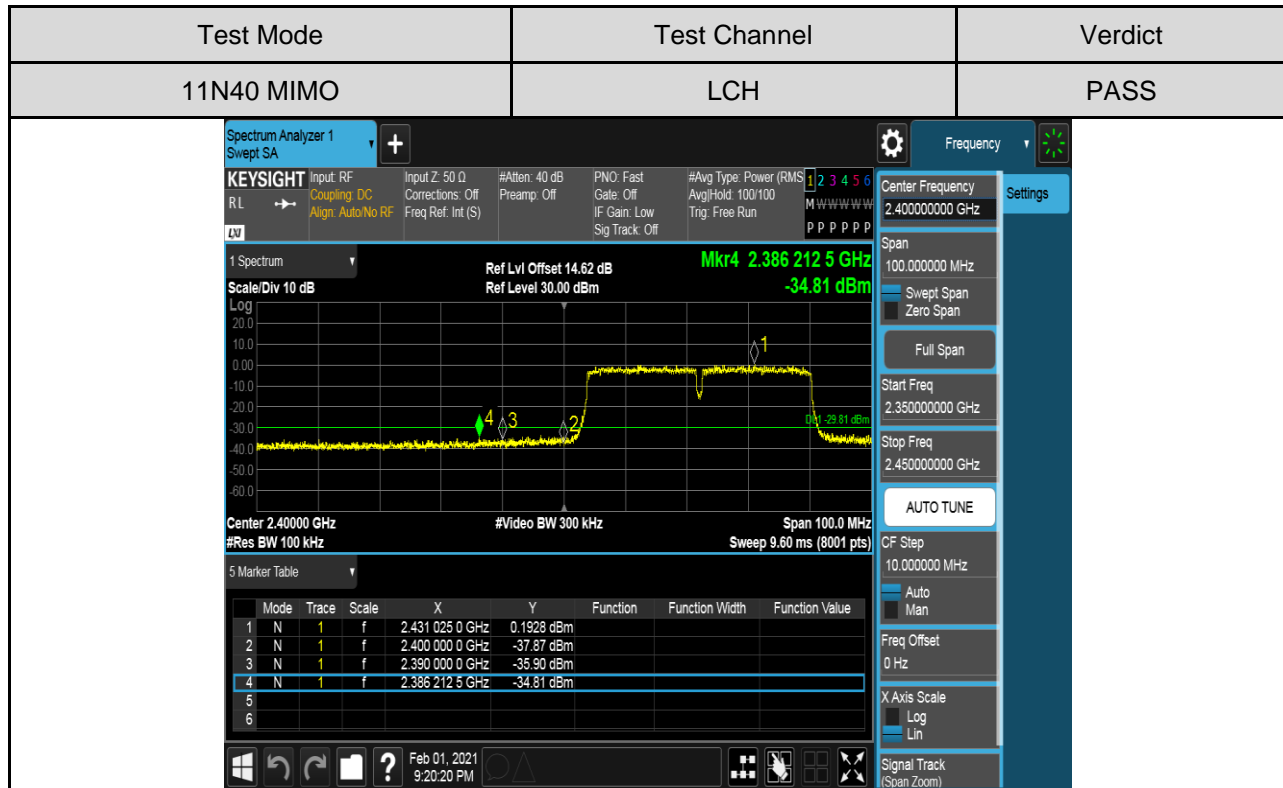 Test Mode Test Channel Verdict
11N40 MIMO LCH PASS
Spectrum Analyzer 1
Swept SA
+
Frequency
KEYSIGHT Input: RF Input Z: 50 Ω #Atten: 40 dB PNO: Fast #Avg Type: Power (RMS 1 2 3 4 5 6
RL Coupling: DC Corrections: Off Preamp: Off Gate: Off Avg|Hold: 100/100 M W W W W W
Align: Auto/No RF Freq Ref: Int (S) IF Gain: Low Trig: Free Run
LXI Sig Track: Off P P P P P P
1 Spectrum Ref Lvl Offset 14.62 dB Mkr4 2.386 212 5 GHz
Scale/Div 10 dB Ref Level 30.00 dBm -34.81 dBm
Log
20.0
10.0
0.00
-10.0
-20.0
-30.0
-40.0
-50.0
-60.0
1
4 3 2
DL1 -29.81 dBm
Center 2.40000 GHz #Video BW 300 kHz Span 100.0 MHz
#Res BW 100 kHz Sweep 9.60 ms (8001 pts)
5 Marker Table
Mode Trace Scale X Y Function Function Width Function Value
1 N 1 f 2.431 025 0 GHz 0.1928 dBm
2 N 1 f 2.400 000 0 GHz -37.87 dBm
3 N 1 f 2.390 000 0 GHz -35.90 dBm
4 N 1 f 2.386 212 5 GHz -34.81 dBm
5
6
?
Feb 01, 2021
9:20:20 PM
Center Frequency
2.400000000 GHz
Settings
Span
100.000000 MHz
Swept Span
Zero Span
Full Span
Start Freq
2.350000000 GHz
Stop Freq
2.450000000 GHz
AUTO TUNE
CF Step
10.000000 MHz
Auto
Man
Freq Offset
0 Hz
X Axis Scale
Log
Lin
Signal Track
(Span Zoom)